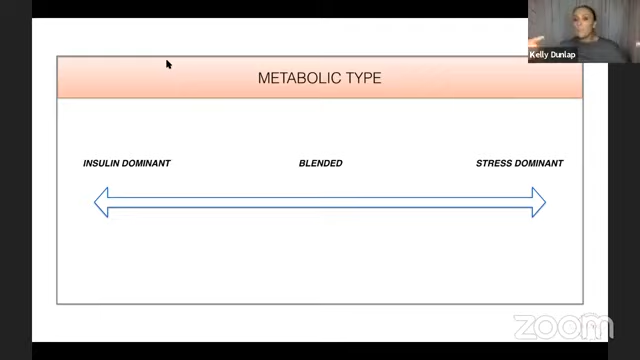 Kelly Dunlap
METABOLIC TYPE
INSULIN DOMINANT
BLENDED
STRESS DOMINANT
zoom